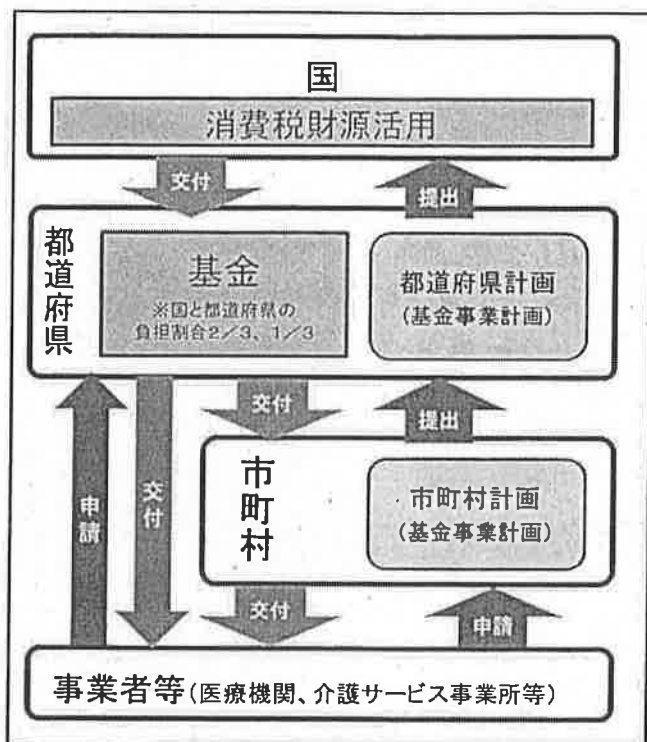 国
消費税財源活用
交付
提出
都道府県
基金
※国と都道府県の
負担割合2/3、1/3
都道府県計画
(基金事業計画)
交付
提出
申請
交付
市町村
市町村計画
(基金事業計画)
交付
申請
事業者等(医療機関、介護サービス事業所等)